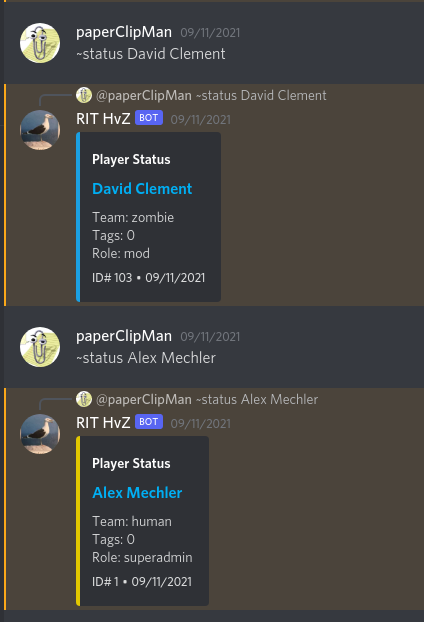 paperClipMan 09/11/2021
~status David Clement
@paperClipMan ~status David Clement
RIT HvZ BOT 09/11/2021
Player Status
David Clement
Team: zombie
Tags: 0
Role: mod
ID# 103 • 09/11/2021
paperClipMan 09/11/2021
~status Alex Mechler
@paperClipMan ~status Alex Mechler
RIT HvZ BOT 09/11/2021
Player Status
Alex Mechler
Team: human
Tags: 0
Role: superadmin
ID# 1 • 09/11/2021